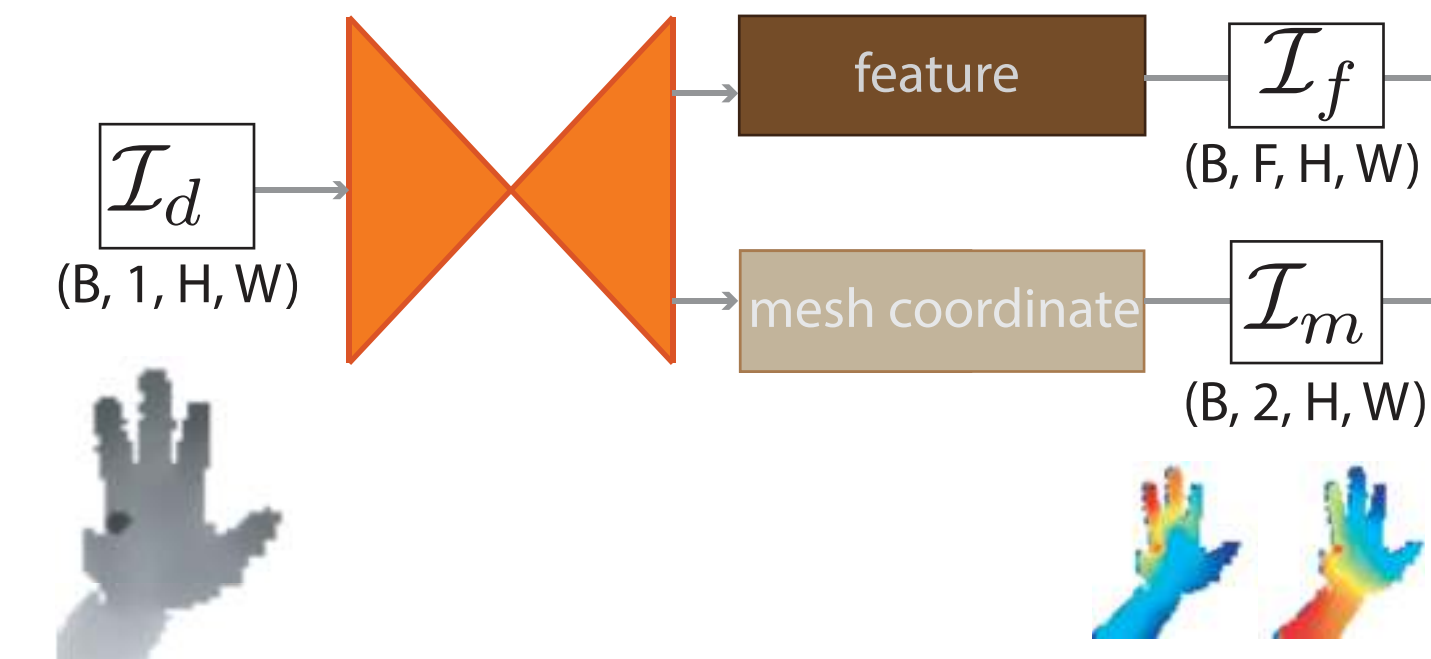 feature
𝓘_f
(B, F, H, W)
𝓘_d
(B, 1, H, W)
mesh coordinate
𝓘_m
(B, 2, H, W)